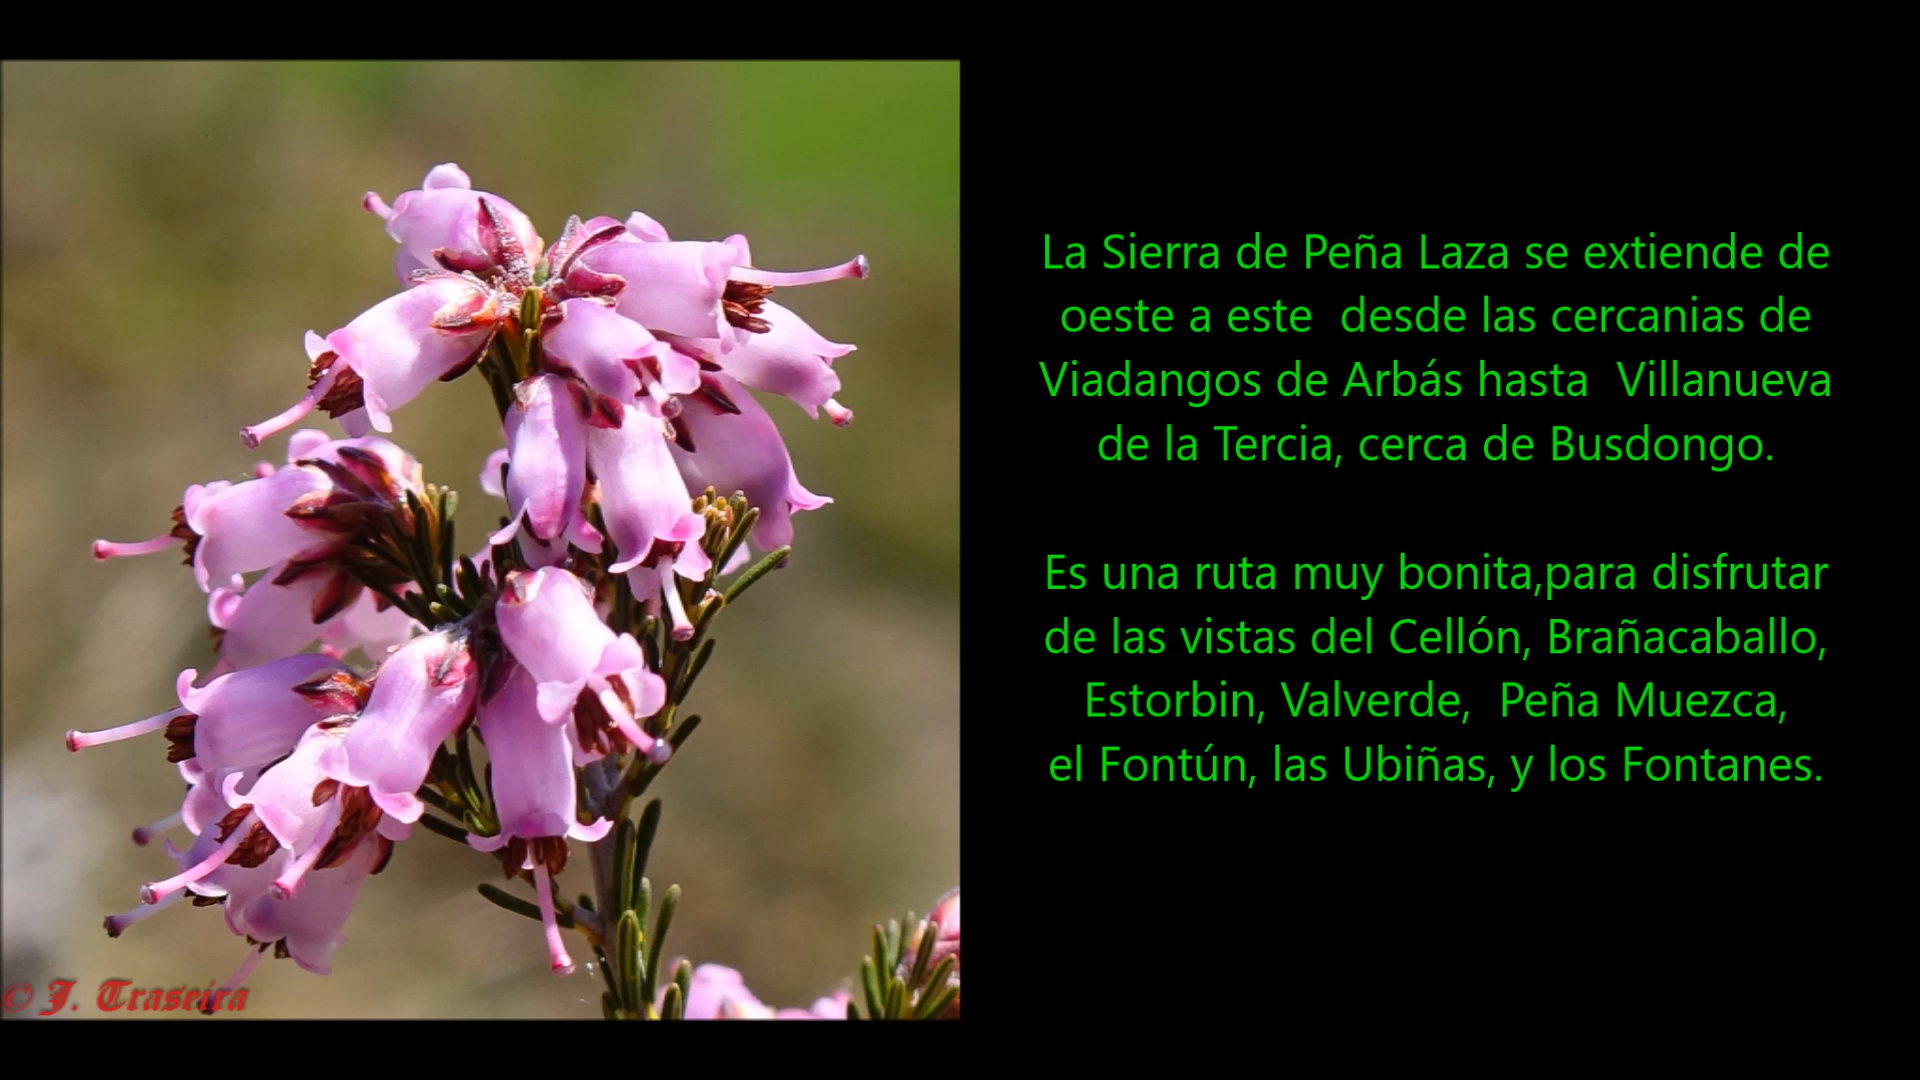 La Sierra de Peña Laza se extiende de
oeste a este  desde las cercanias de
Viadangos de Arbás hasta  Villanueva
de la Tercia, cerca de Busdongo.
Es una ruta muy bonita,para disfrutar
de las vistas del Cellón, Brañacaballo,
Estorbin, Valverde,  Peña Muezca,
el Fontún, las Ubiñas, y los Fontanes.
© J. Traseira